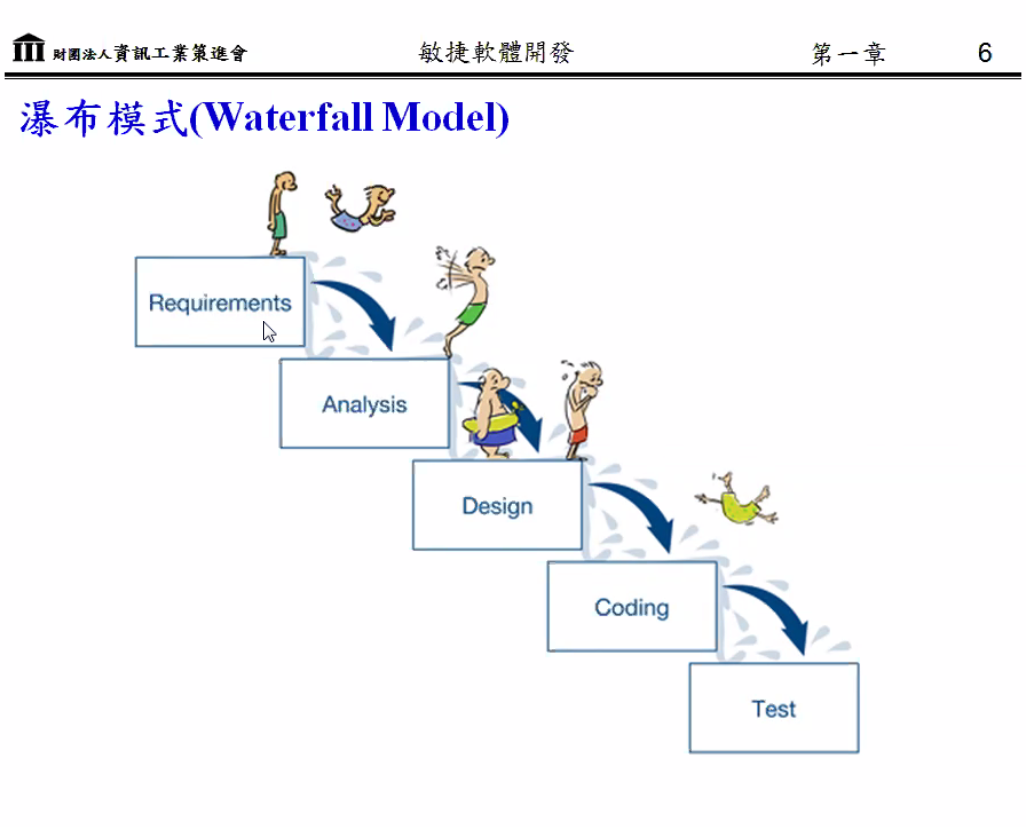 財團法人資訊工業策進會 敏捷軟體開發 第一章 6
瀑布模式(Waterfall Model)
Requirements
Analysis
Design
Coding
Test